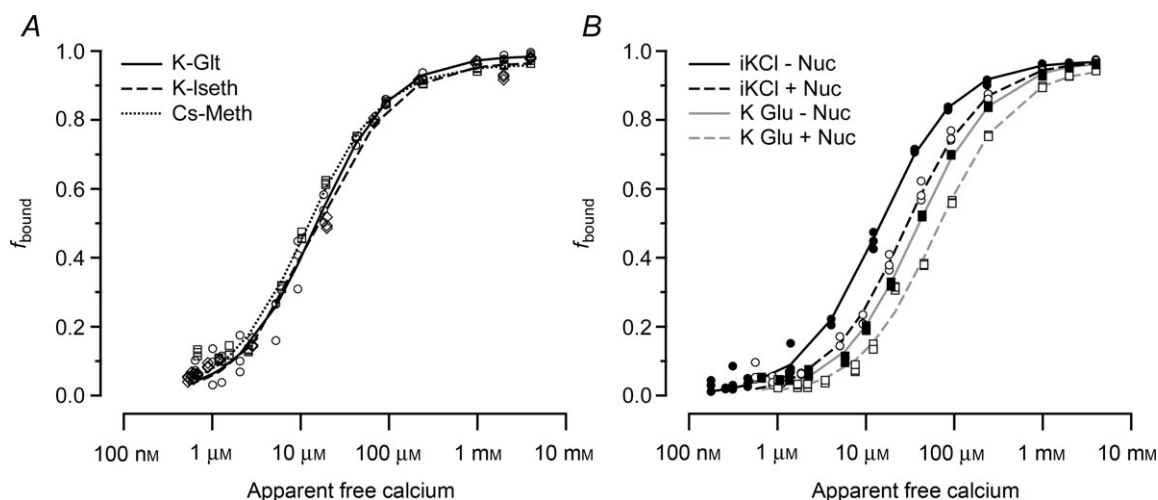 A
f bound
1.0
0.8
0.6
0.4
0.2
0.0
K-Glt
K-Iseth
Cs-Meth
100 nM
1 μM
10 μM
100 μM
1 mM
10 mM
Apparent free calcium
B
f bound
1.0
0.8
0.6
0.4
0.2
0.0
iKCl - Nuc
iKCl + Nuc
K Glu - Nuc
K Glu + Nuc
100 nM
1 μM
10 μM
100 μM
1 mM
10 mM
Apparent free calcium